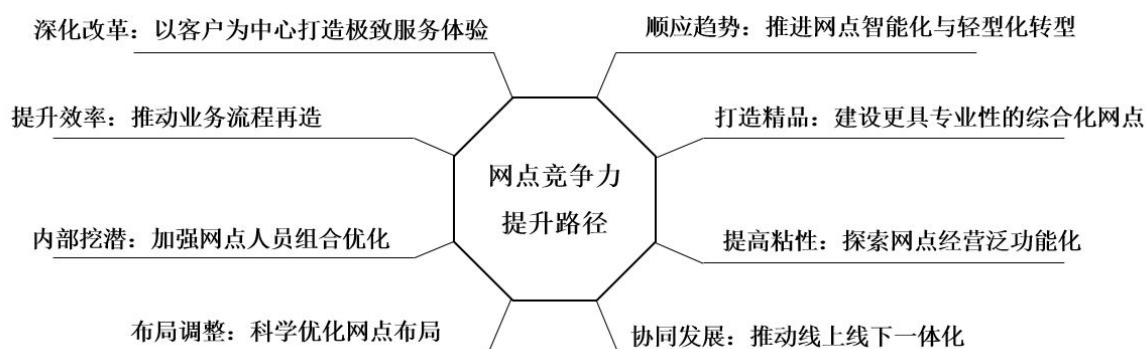 深化改革：以客户为中心打造极致服务体验
顺应趋势：推进网点智能化与轻型化转型
提升效率：推动业务流程再造
打造精品：建设更具专业性的综合化网点
网点竞争力
提升路径
内部挖潜：加强网点人员组合优化
提高粘性：探索网点经营泛功能化
布局调整：科学优化网点布局
协同发展：推动线上线下一体化